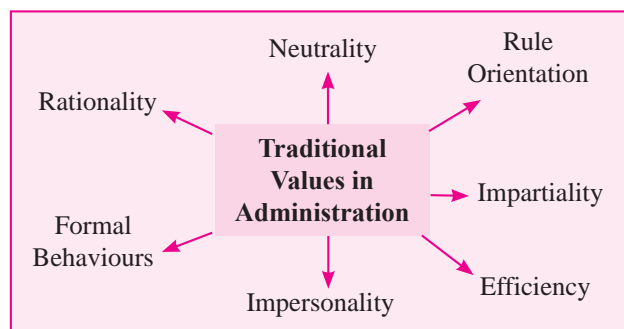 Neutrality
Rule
Orientation
Rationality
Traditional
Values in
Administration
Impartiality
Formal
Behaviours
Efficiency
Impersonality